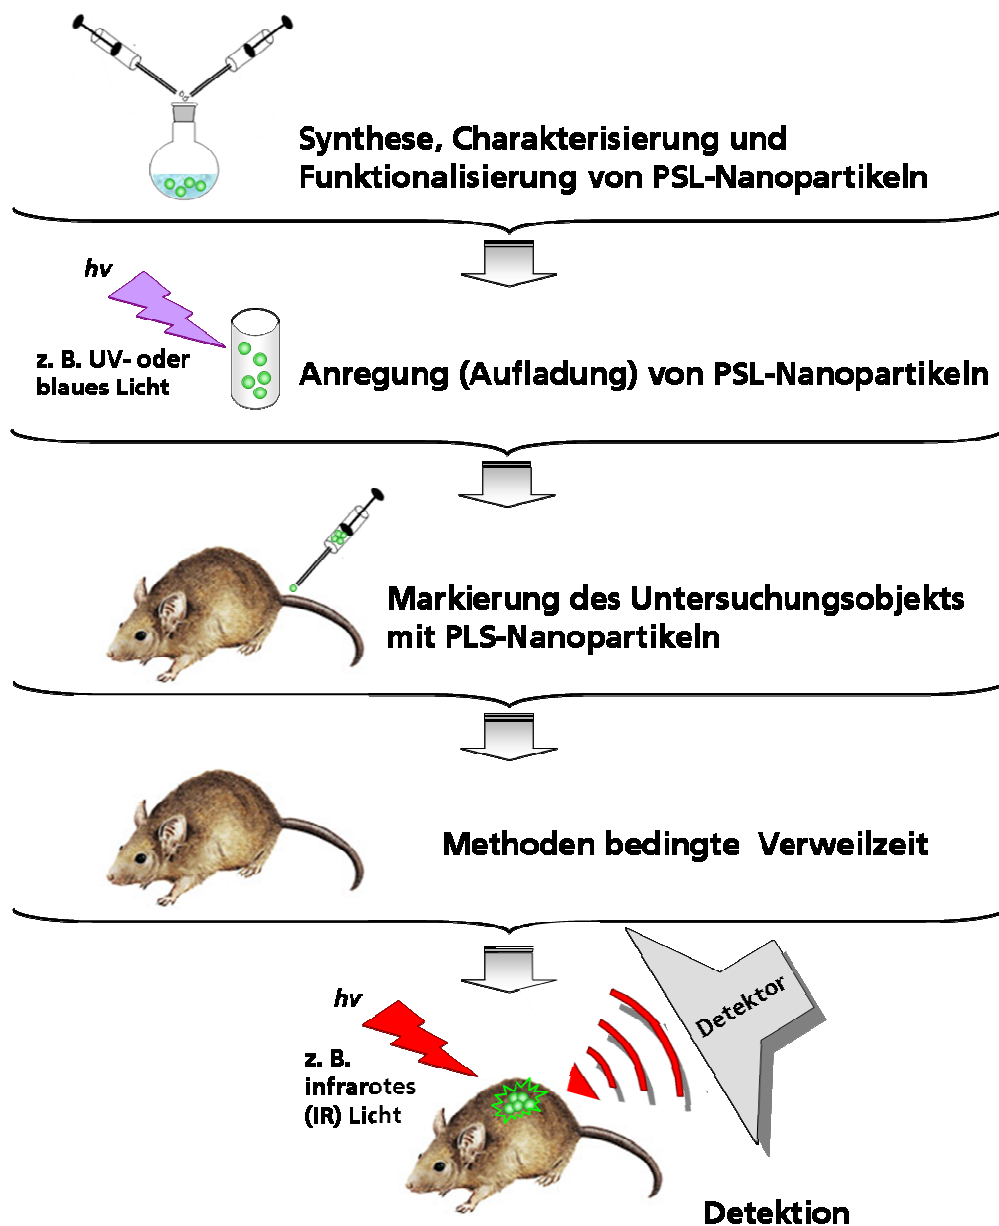 Synthese, Charakterisierung und
Funktionalisierung von PSL-Nanopartikeln
hv
z. B. UV- oder
blaues Licht
Anregung (Aufladung) von PSL-Nanopartikeln
Markierung des Untersuchungsobjekts
mit PLS-Nanopartikeln
Methoden bedingte Verweilzeit
hv
z. B.
infrarotes
(IR) Licht
Detektor
Detektion